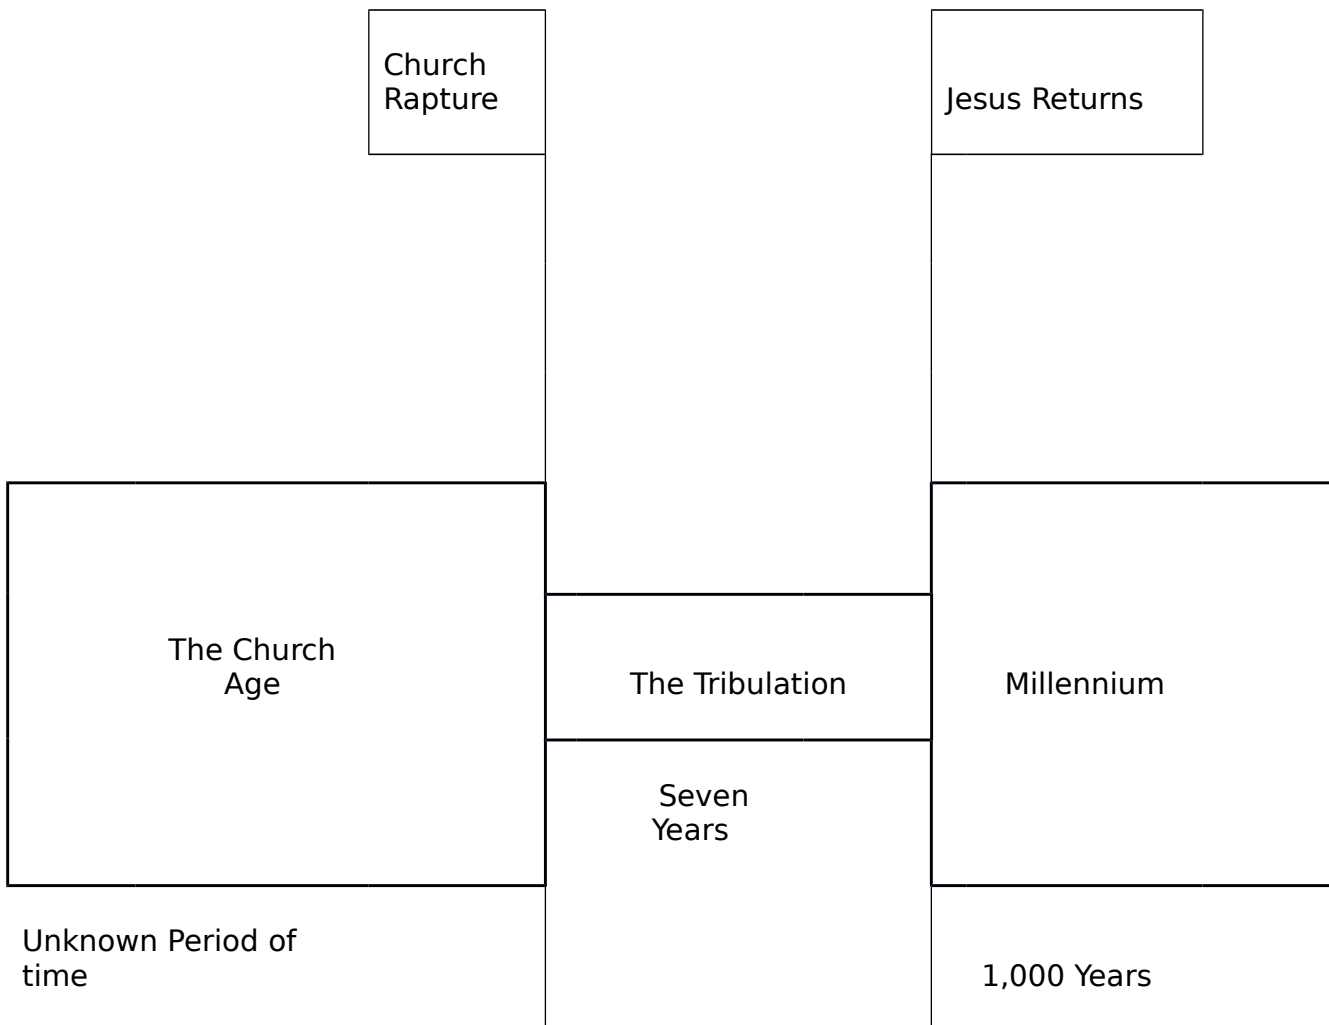 Church
Rapture
Jesus Returns
The Church
Age
The Tribulation
Millennium
Seven
Years
Unknown Period of
time
1,000 Years